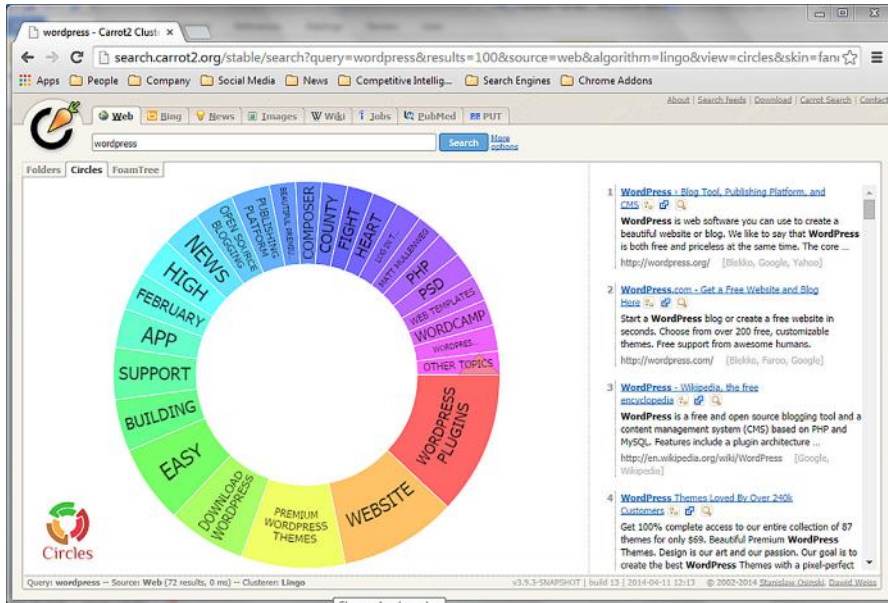 wordpress - Carrot2 Clust
search.carrot2.org/stable/search?query=wordpress&results=100&source=web&algorithm=lingo&view=circles&skin=fan
Apps People Company Social Media News Competitive Intellig... Search Engines Chrome Addons
About | Search feeds | Download | Carrot Search | Contact
Web Bing News Images Wiki Jobs PubMed PUT
wordpress Search More options
Folders Circles FoamTree
BEAUTIFUL
COMPOSER
COUNTY
FIGHT
HEART
LOG IN T...
MATT MULLENWEG
PHP
PSD
WEB TEMPLATES
WORDCAMP
WORDPRES...
OTHER TOPICS
WORDPRESS
PLUGINS
WEBSITE
PREMIUM
WORDPRESS
THEMES
DOWNLOAD
WORDPRESS
EASY
BUILDING
SUPPORT
APP
FEBRUARY
HIGH
NEWS
OPEN SOURCE
BLOGGING
PUBLISHING
PLATFORM
Circles
1 WordPress › Blog Tool, Publishing Platform, and
CMS
WordPress is web software you can use to create a
beautiful website or blog. We like to say that WordPress
is both free and priceless at the same time. The core ...
http://wordpress.org/ [Blekko, Google, Yahoo]
2 WordPress.com - Get a Free Website and Blog
Here
Start a WordPress blog or create a free website in
seconds. Choose from over 200 free, customizable
themes. Free support from awesome humans.
http://wordpress.com/ [Blekko, Faroo, Google]
3 WordPress - Wikipedia, the free
encyclopedia
WordPress is a free and open source blogging tool and a
content management system (CMS) based on PHP and
MySQL. Features include a plugin architecture ...
http://en.wikipedia.org/wiki/WordPress [Google,
Wikipedia]
4 WordPress Themes Loved By Over 240k
Customers
Get 100% complete access to our entire collection of 87
themes for only $69. Beautiful Premium WordPress
Themes. Design is our art and our passion. Our goal is to
create the best WordPress Themes with a pixel-perfect
Query: wordpress -- Source: Web (72 results, 0 ms) -- Clusterer: Lingo
v3.9.3-SNAPSHOT | build 13 | 2014-04-11 12:13 © 2002-2014 Stanislaw Osinski, Dawid Weiss